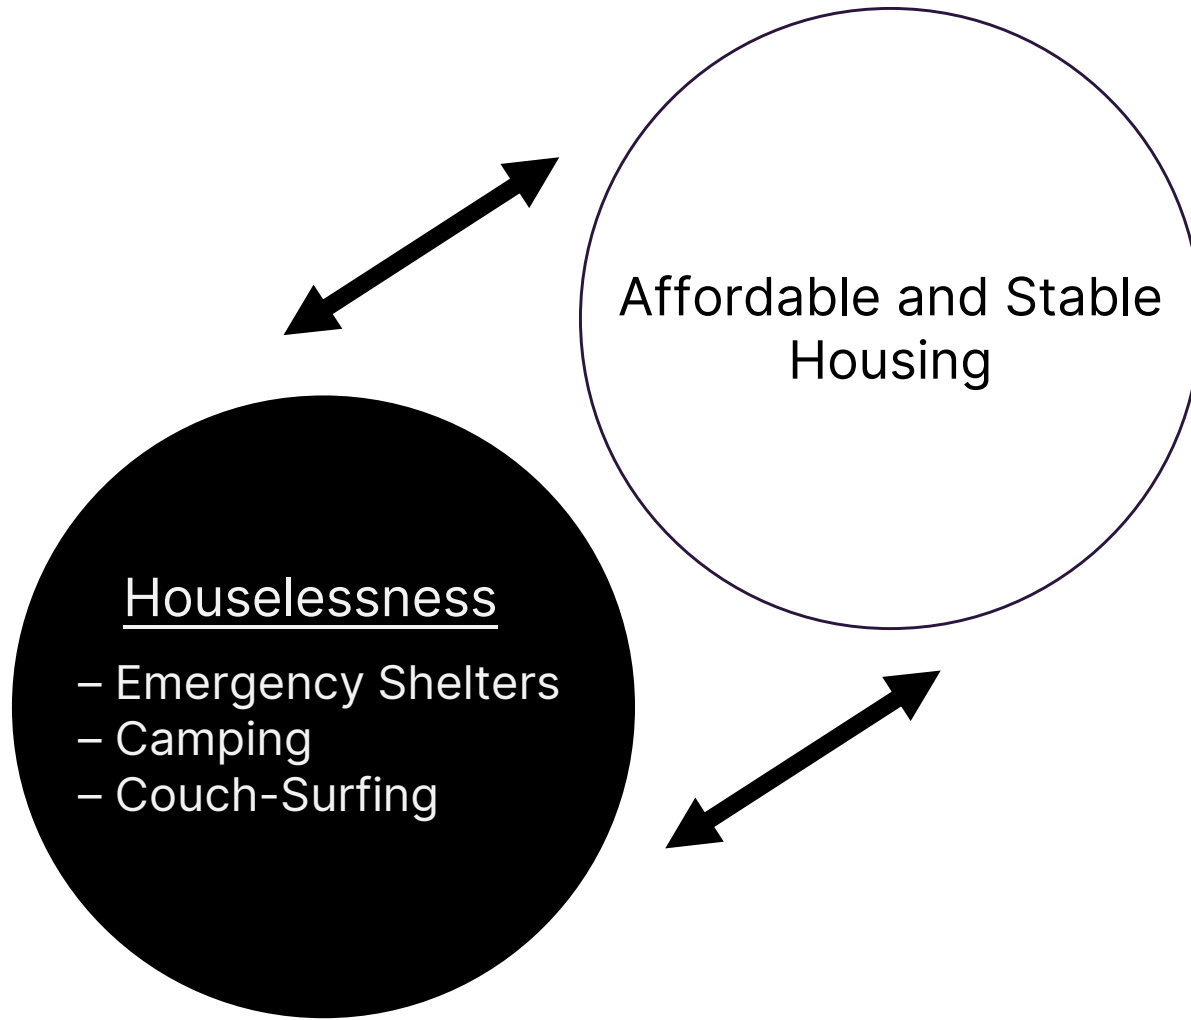 Affordable and Stable
Housing
Houselessness
– Emergency Shelters
– Camping
– Couch-Surfing